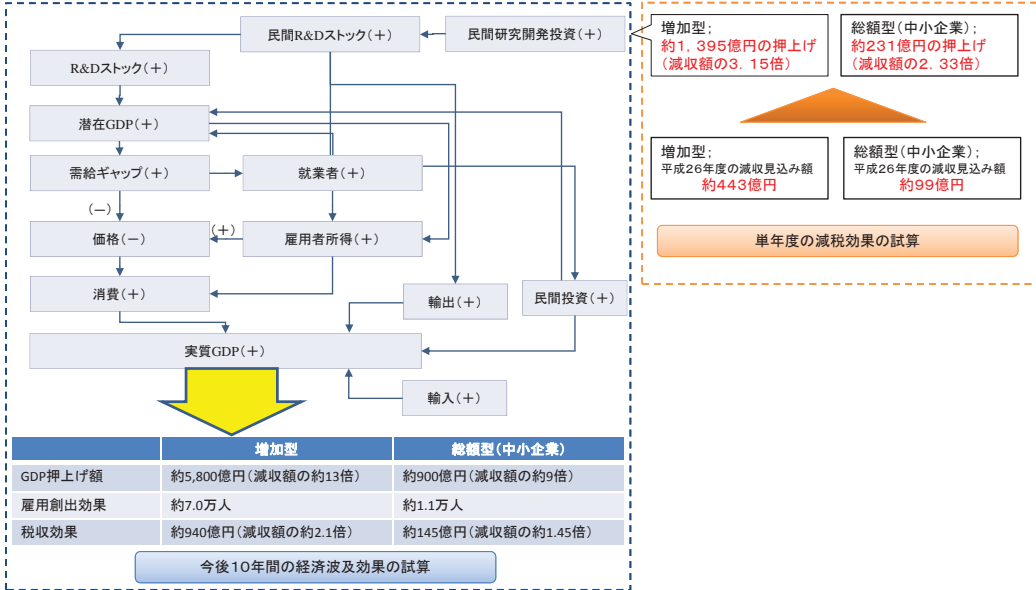 民間R&Dストック(+)
民間研究開発投資(+)
R&Dストック(+)
潜在GDP(+)
需給ギャップ(+)
就業者(+)
(-)
価格(-)
(+)
雇用者所得(+)
消費(+)
輸出(+)
民間投資(+)
実質GDP(+)
輸入(+)
増加型 総額型(中小企業)
GDP押上げ額 約5,800億円(減収額の約13倍) 約900億円(減収額の約9倍)
雇用創出効果 約7.0万人 約1.1万人
税収効果 約940億円(減収額の約2.1倍) 約145億円(減収額の約1.45倍)
今後10年間の経済波及効果の試算
増加型;
約1,395億円の押上げ
(減収額の3.15倍)
総額型(中小企業);
約231億円の押上げ
(減収額の2.33倍)
増加型;
平成26年度の減収見込み額
約443億円
総額型(中小企業);
平成26年度の減収見込み額
約99億円
単年度の減税効果の試算